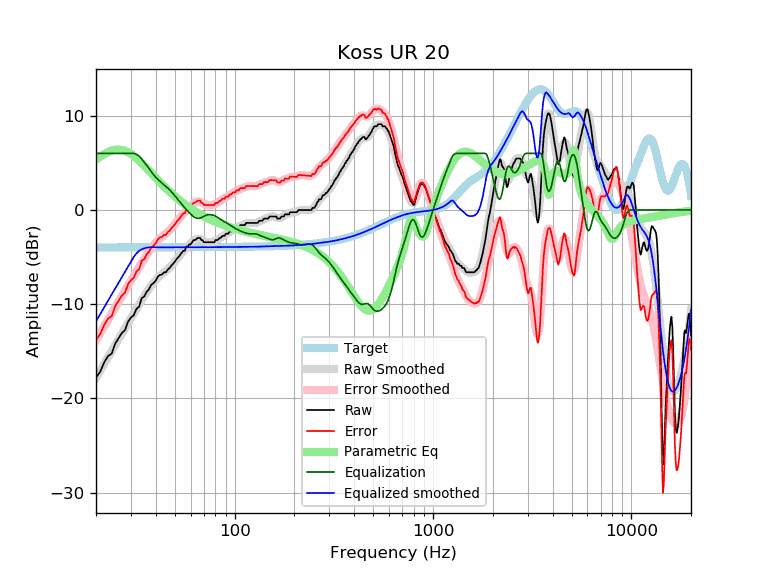 Koss UR 20
Amplitude (dBr)
10
0
−10
−20
−30
Target
Raw Smoothed
Error Smoothed
Raw
Error
Parametric Eq
Equalization
Equalized smoothed
100
1000
10000
Frequency (Hz)